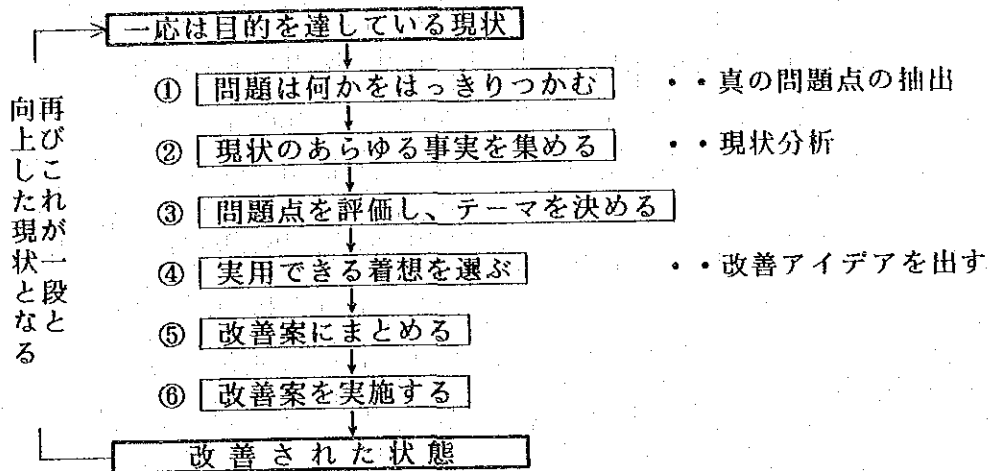 一応は目的を達している現状
① 問題は何かをはっきりつかむ ・・真の問題点の抽出
② 現状のあらゆる事実を集める ・・現状分析
③ 問題点を評価し、テーマを決める
④ 実用できる着想を選ぶ ・・改善アイデアを出す
⑤ 改善案にまとめる
⑥ 改善案を実施する
改善された状態
再びこれが一段と
向上した現状となる